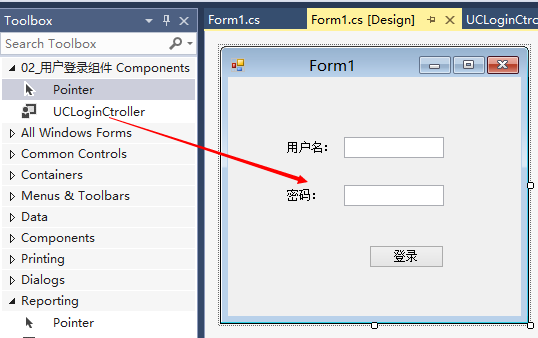 Toolbox
Search Toolbox
02_用户登录组件 Components
Pointer
UCLoginCtroller
All Windows Forms
Common Controls
Containers
Menus & Toolbars
Data
Components
Printing
Dialogs
Reporting
Pointer
Form1.cs
Form1.cs [Design]
UCLoginCtro
Form1
用户名：
密码：
登录